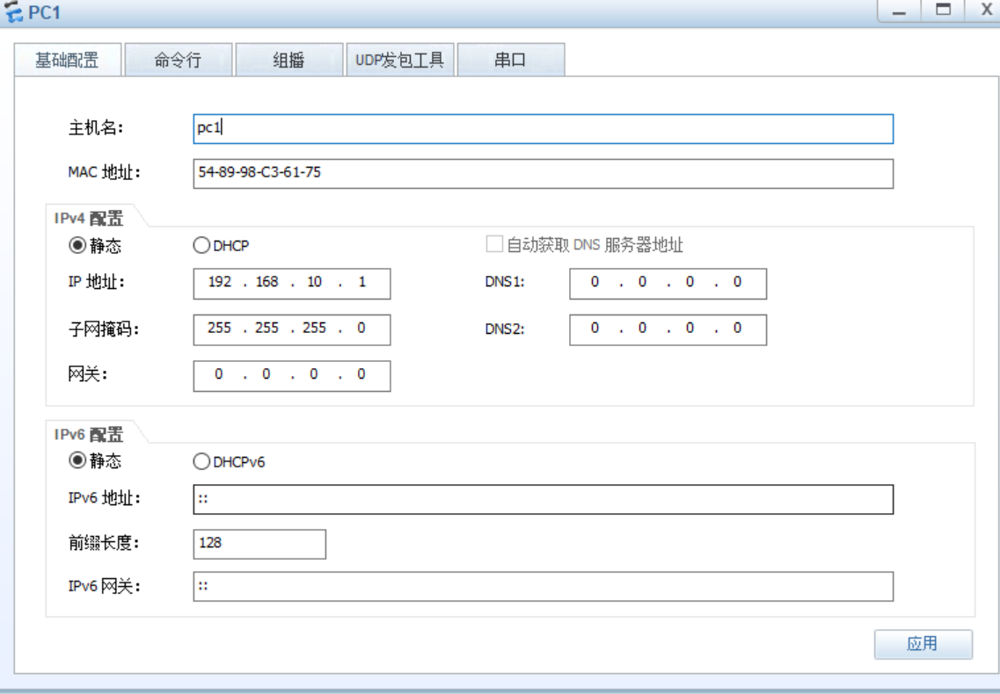 PC1
基础配置 命令行 组播 UDP发包工具 串口
主机名: pc1
MAC 地址: 54-89-98-C3-61-75
IPv4 配置
静态 DHCP 自动获取 DNS 服务器地址
IP 地址: 192 . 168 . 10 . 1 DNS1: 0 . 0 . 0 . 0
子网掩码: 255 . 255 . 255 . 0 DNS2: 0 . 0 . 0 . 0
网关: 0 . 0 . 0 . 0
IPv6 配置
静态 DHCPv6
IPv6 地址: ::
前缀长度: 128
IPv6 网关: ::
应用